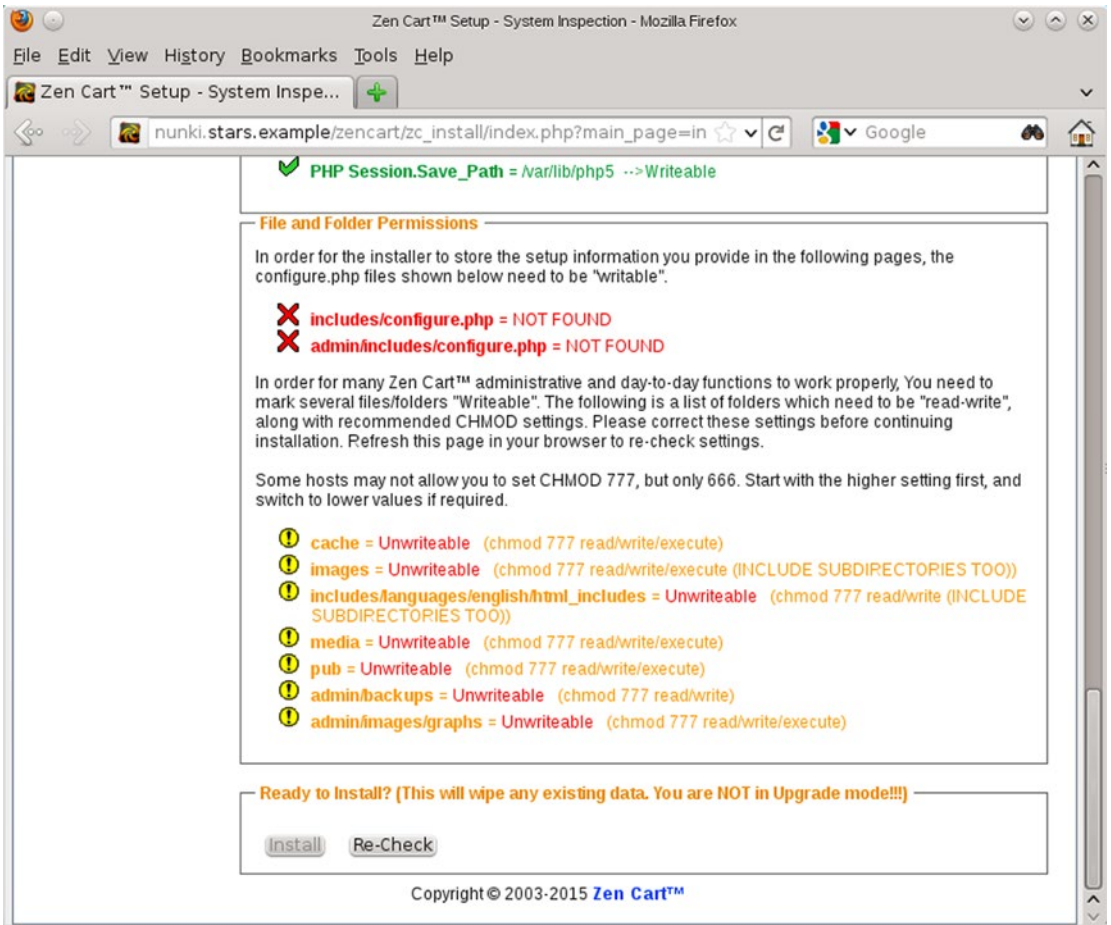 Zen Cart™ Setup - System Inspection - Mozilla Firefox
File Edit View History Bookmarks Tools Help
Zen Cart™ Setup - System Inspe...
nunki.stars.example/zencart/zc_install/index.php?main_page=in
Google
PHP Session.Save_Path = /var/lib/php5 -->Writeable
File and Folder Permissions
In order for the installer to store the setup information you provide in the following pages, the
configure.php files shown below need to be "writable".
includes/configure.php = NOT FOUND
admin/includes/configure.php = NOT FOUND
In order for many Zen Cart™ administrative and day-to-day functions to work properly, You need to
mark several files/folders "Writeable". The following is a list of folders which need to be "read-write",
along with recommended CHMOD settings. Please correct these settings before continuing
installation. Refresh this page in your browser to re-check settings.
Some hosts may not allow you to set CHMOD 777, but only 666. Start with the higher setting first, and
switch to lower values if required.
cache = Unwriteable (chmod 777 read/write/execute)
images = Unwriteable (chmod 777 read/write/execute (INCLUDE SUBDIRECTORIES TOO))
includes/languages/english/html_includes = Unwriteable (chmod 777 read/write (INCLUDE
SUBDIRECTORIES TOO))
media = Unwriteable (chmod 777 read/write/execute)
pub = Unwriteable (chmod 777 read/write/execute)
admin/backups = Unwriteable (chmod 777 read/write)
admin/images/graphs = Unwriteable (chmod 777 read/write/execute)
Ready to Install? (This will wipe any existing data. You are NOT in Upgrade mode!!!)
Install Re-Check
Copyright © 2003-2015 Zen Cart™